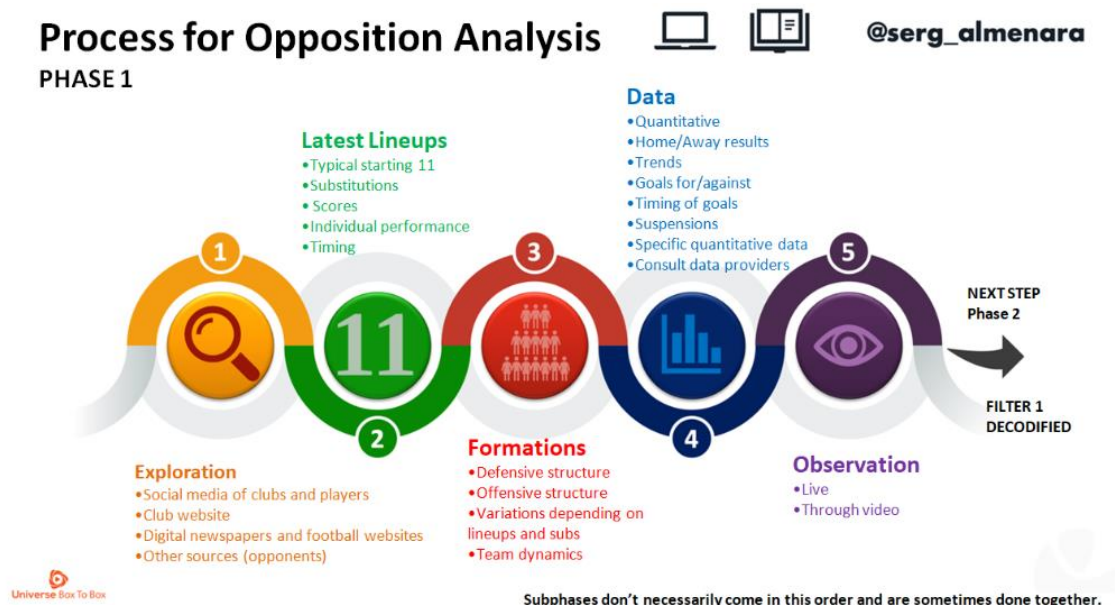 Process for Opposition Analysis
PHASE 1
@serg_almenara
Latest Lineups
•Typical starting 11
•Substitutions
• Scores
•Individual performance
•Timing
Data
•Quantitative
•Home/Away results
•Trends
•Goals for/against
•Timing of goals
•Suspensions
•Specific quantitative data
•Consult data providers
1
3
5
11
2
4
NEXT STEP
Phase 2
FILTER 1
DECODIFIED
Exploration
•Social media of clubs and players
•Club website
•Digital newspapers and football websites
•Other sources (opponents)
Formations
•Defensive structure
•Offensive structure
•Variations depending on
lineups and subs
•Team dynamics
Observation
•Live
•Through video
Universe Box To Box
Subphases don't necessarily come in this order and are sometimes done together.